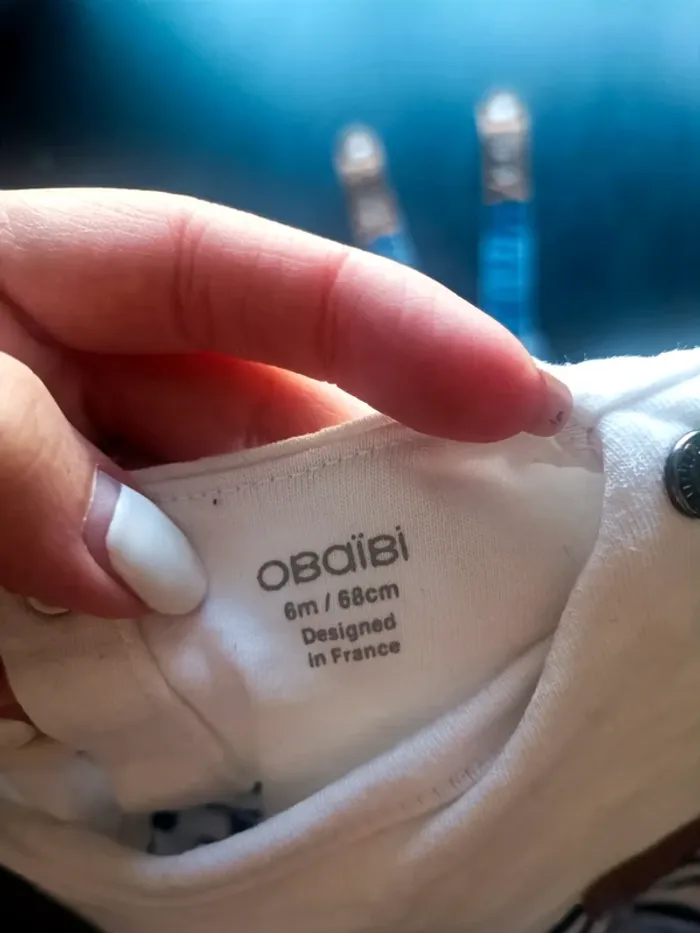 OBAÏBI
6m / 68cm
Designed
in France